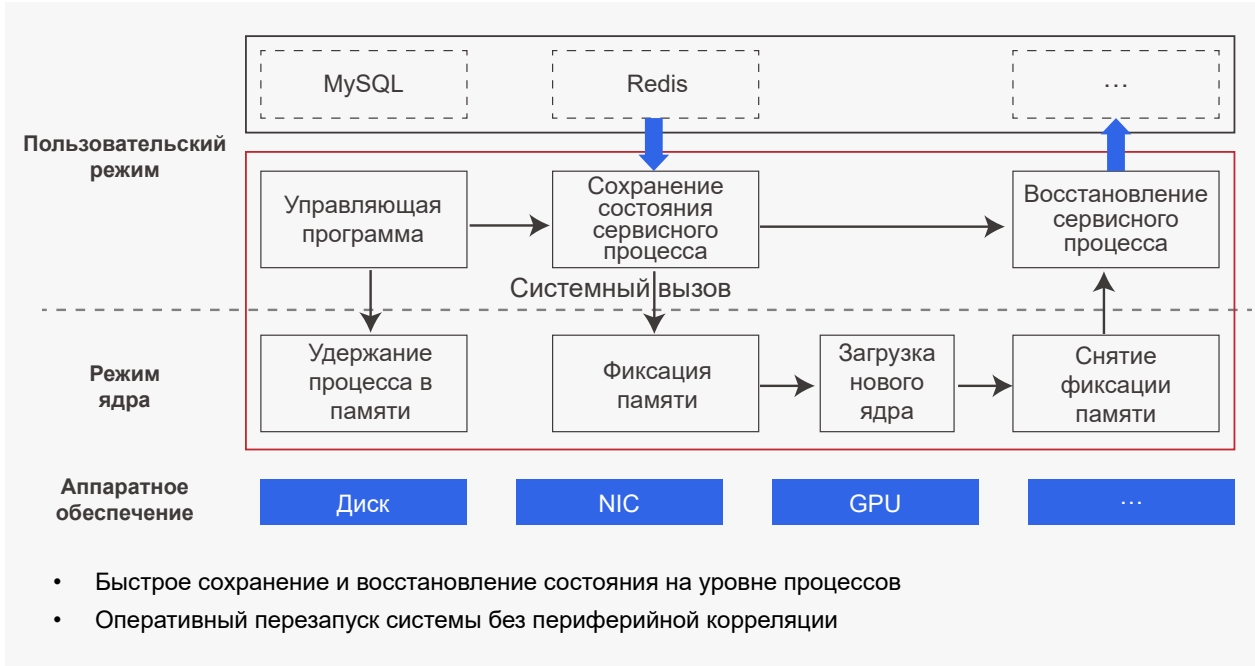 MySQL
Redis
...
Пользовательский
режим
Управляющая
программа
Сохранение
состояния
сервисного
процесса
Восстановление
сервисного
процесса
Системный вызов
Режим
ядра
Удержание
процесса в
памяти
Фиксация
памяти
Загрузка
нового
ядра
Снятие
фиксации
памяти
Аппаратное
обеспечение
Диск
NIC
GPU
...
• Быстрое сохранение и восстановление состояния на уровне процессов
• Оперативный перезапуск системы без периферийной корреляции